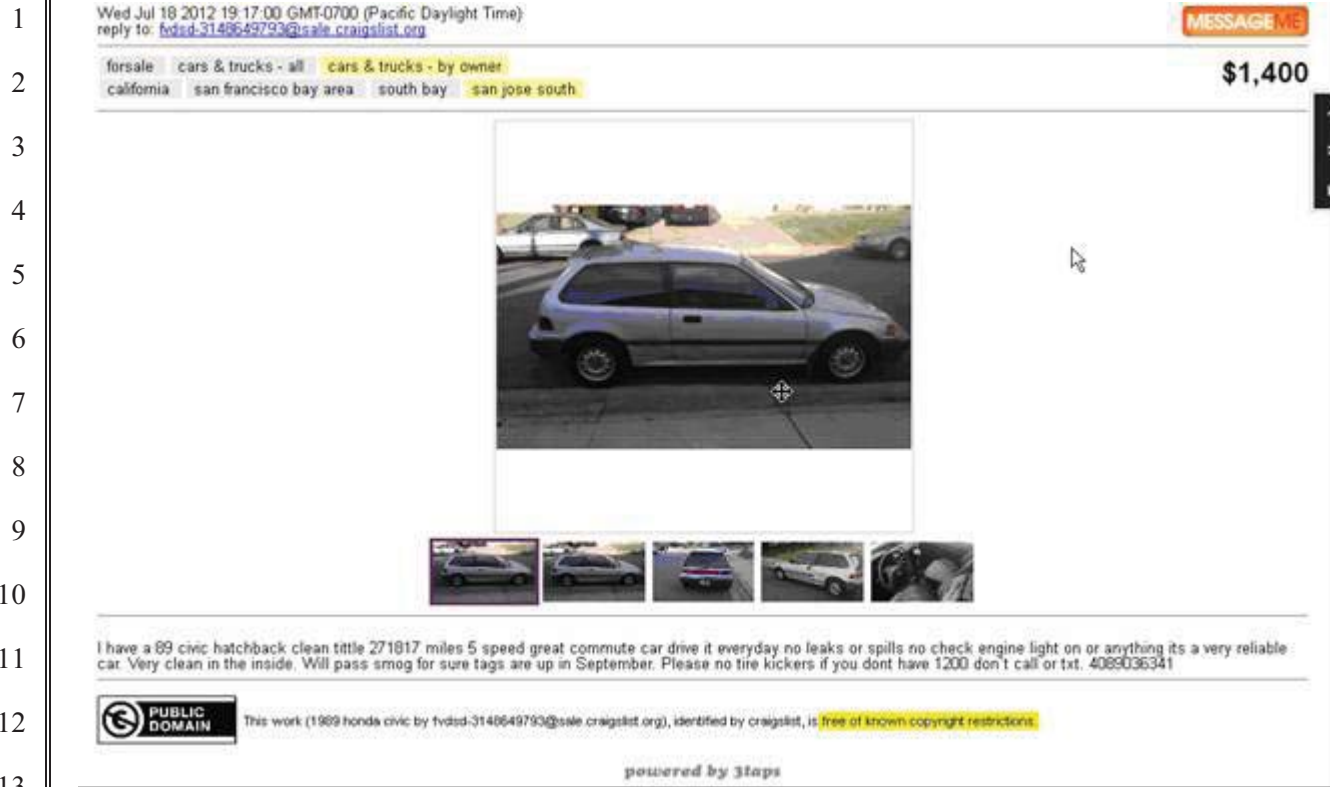 1
Wed Jul 18 2012 19:17:00 GMT-0700 (Pacific Daylight Time)
reply to: fvdsd-3148649793@sale.craigslist.org
MESSAGEME
2
forsale cars & trucks - all cars & trucks - by owner
california san francisco bay area south bay san jose south
$1,400
3
4
5
6
7
8
9
10
11
I have a 89 civic hatchback clean tittle 271817 miles 5 speed great commute car drive it everyday no leaks or spills no check engine light on or anything its a very reliable
car. Very clean in the inside. Will pass smog for sure tags are up in September. Please no tire kickers if you dont have 1200 don't call or txt. 4089036341
12
PUBLIC
DOMAIN
This work (1989 honda civic by fvdsd-3148649793@sale.craigslist.org), identified by craigslist, is free of known copyright restrictions.
powered by 3taps
13